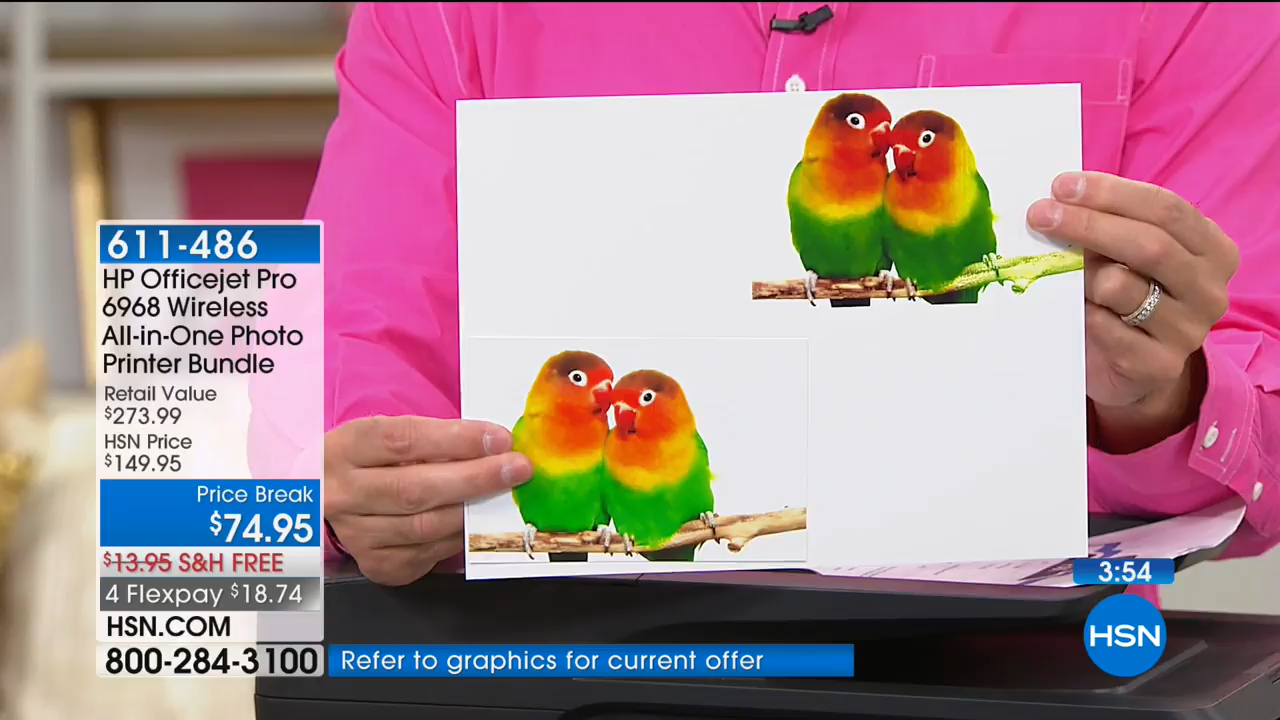 611-486
HP Officejet Pro
6968 Wireless
All-in-One Photo
Printer Bundle
Retail Value
$273.99
HSN Price
$149.95
Price Break
$74.95
$13.95 S&H FREE
4 Flexpay $18.74
HSN.COM
800-284-3100
Refer to graphics for current offer
3:54
HSN